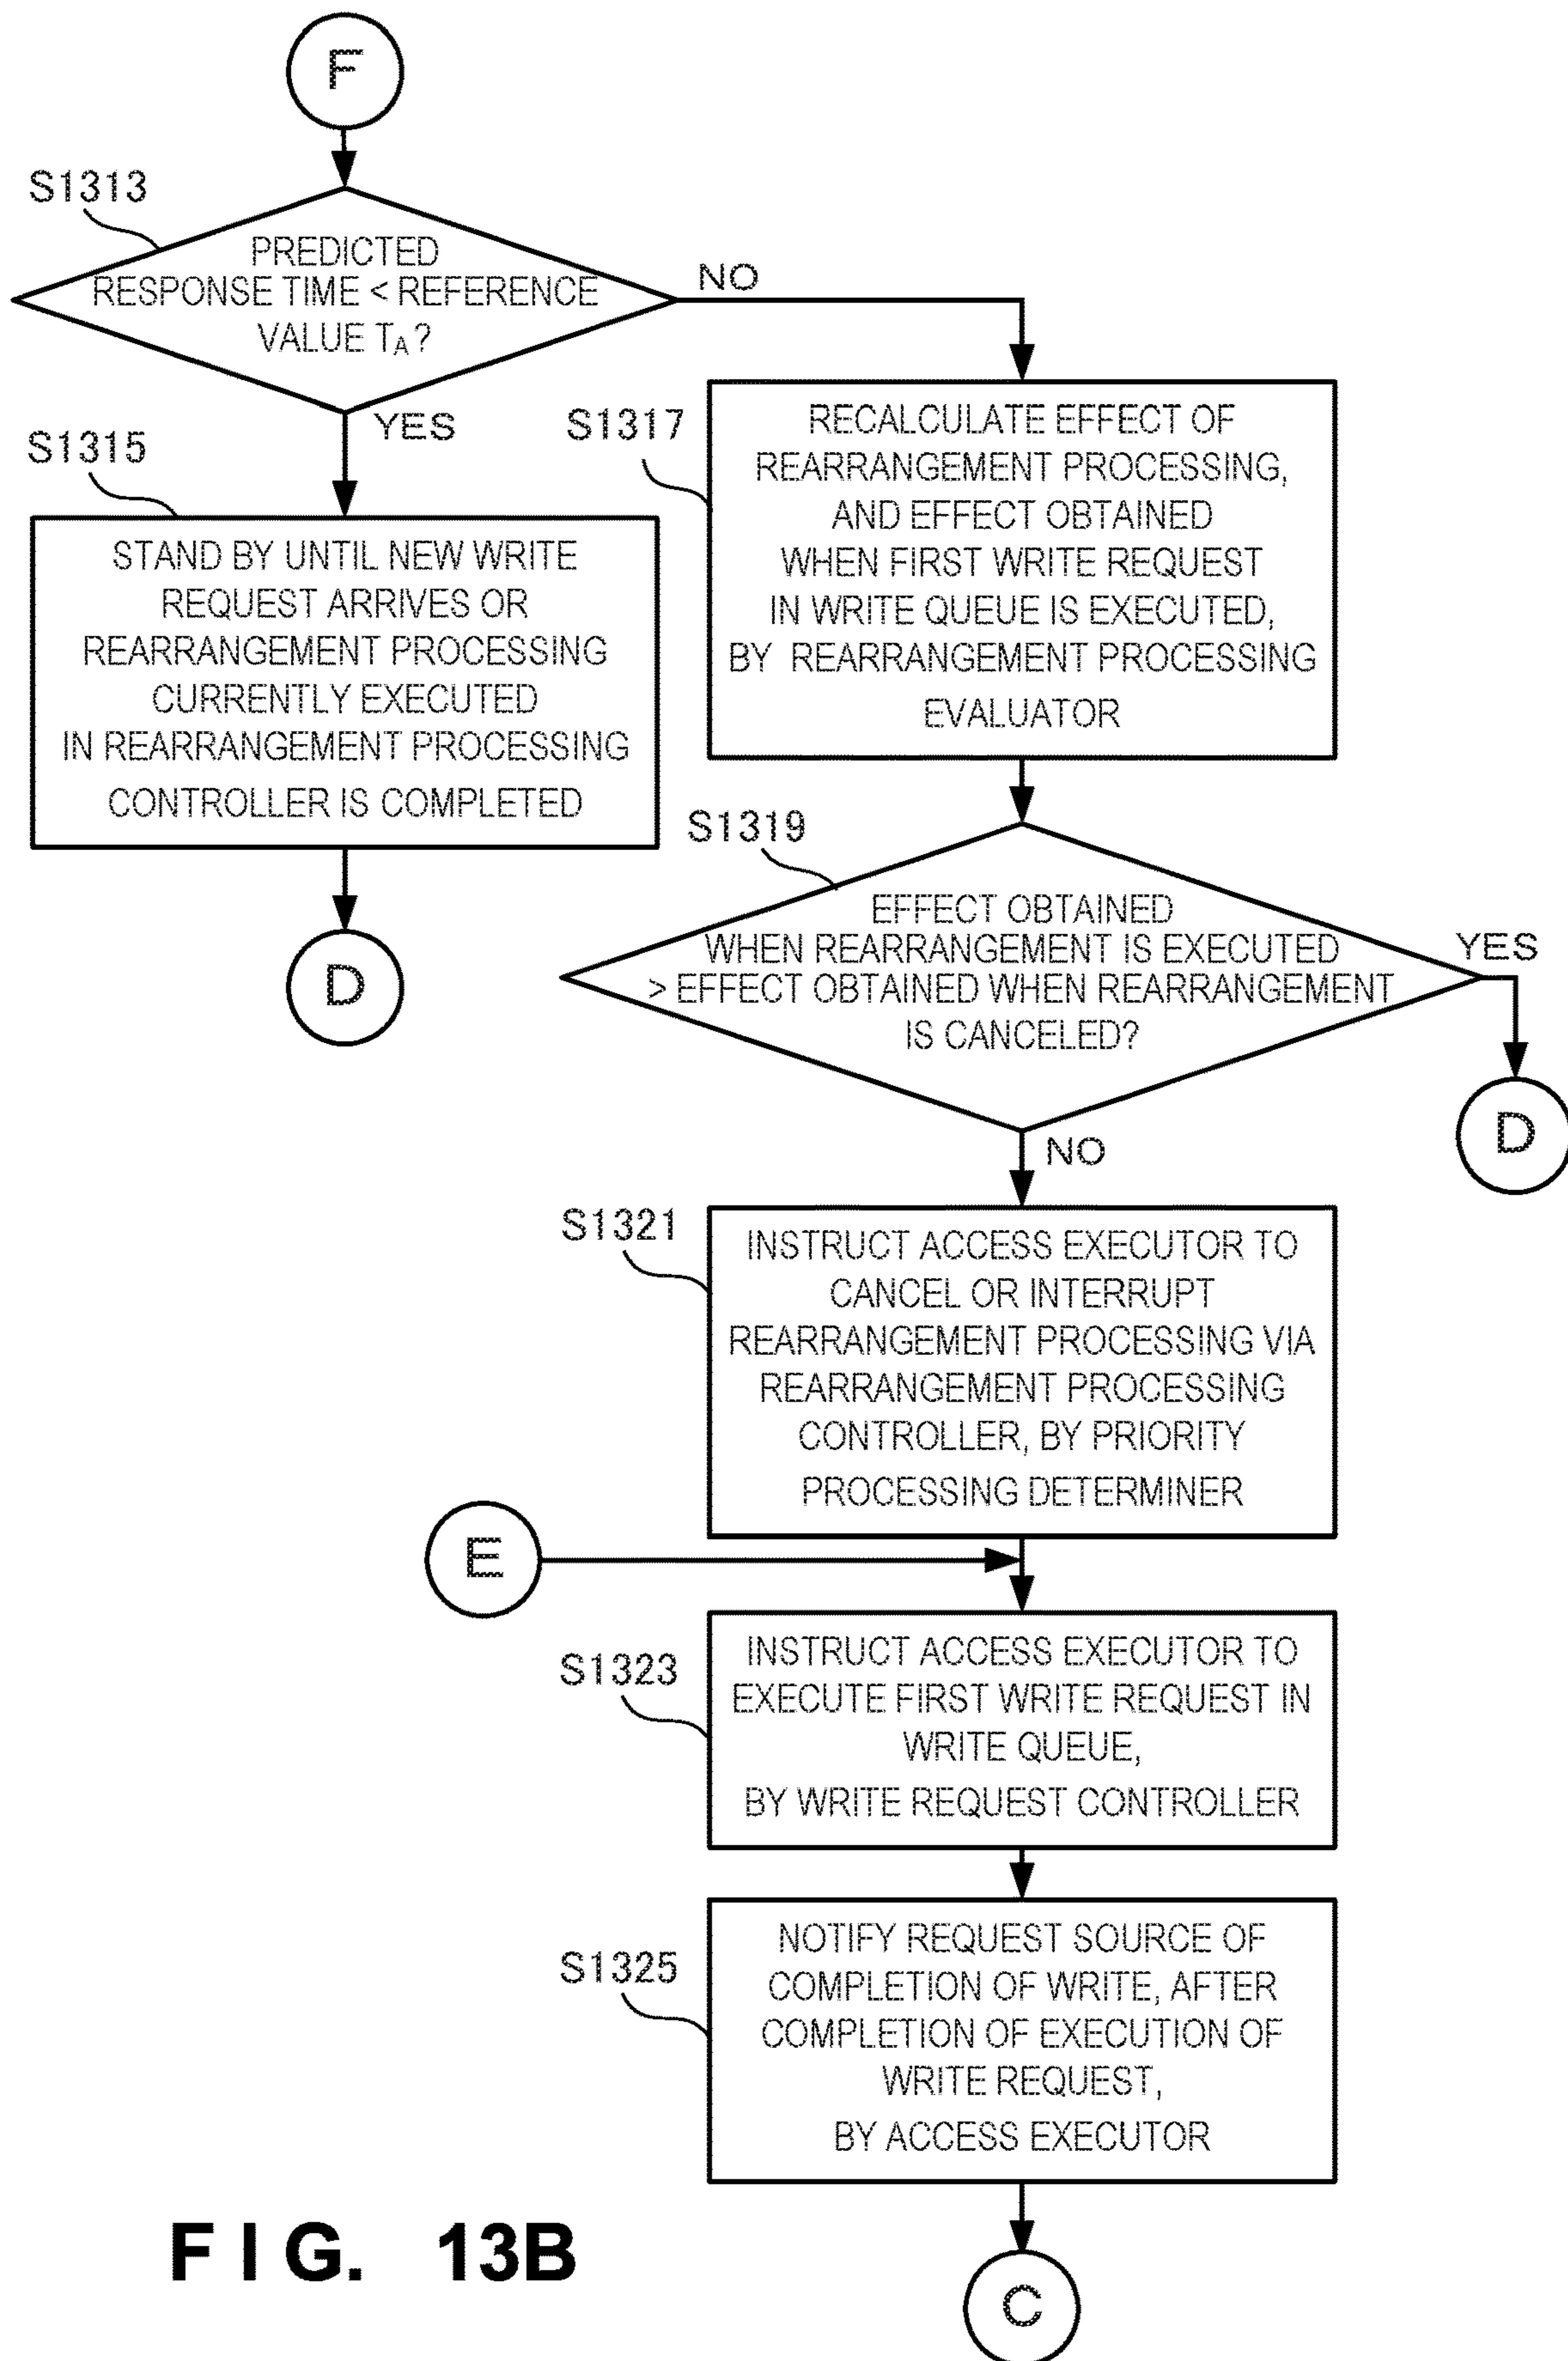 F
S1313
PREDICTED
RESPONSE TIME < REFERENCE
VALUE TA?
NO
YES
S1315
STAND BY UNTIL NEW WRITE
REQUEST ARRIVES OR
REARRANGEMENT PROCESSING
CURRENTLY EXECUTED
IN REARRANGEMENT PROCESSING
CONTROLLER IS COMPLETED
D
S1317
RECALCULATE EFFECT OF
REARRANGEMENT PROCESSING,
AND EFFECT OBTAINED
WHEN FIRST WRITE REQUEST
IN WRITE QUEUE IS EXECUTED,
BY REARRANGEMENT PROCESSING
EVALUATOR
S1319
EFFECT OBTAINED
WHEN REARRANGEMENT IS EXECUTED
> EFFECT OBTAINED WHEN REARRANGEMENT
IS CANCELED?
YES
D
NO
S1321
INSTRUCT ACCESS EXECUTOR TO
CANCEL OR INTERRUPT
REARRANGEMENT PROCESSING VIA
REARRANGEMENT PROCESSING
CONTROLLER, BY PRIORITY
PROCESSING DETERMINER
E
S1323
INSTRUCT ACCESS EXECUTOR TO
EXECUTE FIRST WRITE REQUEST IN
WRITE QUEUE,
BY WRITE REQUEST CONTROLLER
S1325
NOTIFY REQUEST SOURCE OF
COMPLETION OF WRITE, AFTER
COMPLETION OF EXECUTION OF
WRITE REQUEST,
BY ACCESS EXECUTOR
C
FIG. 13B